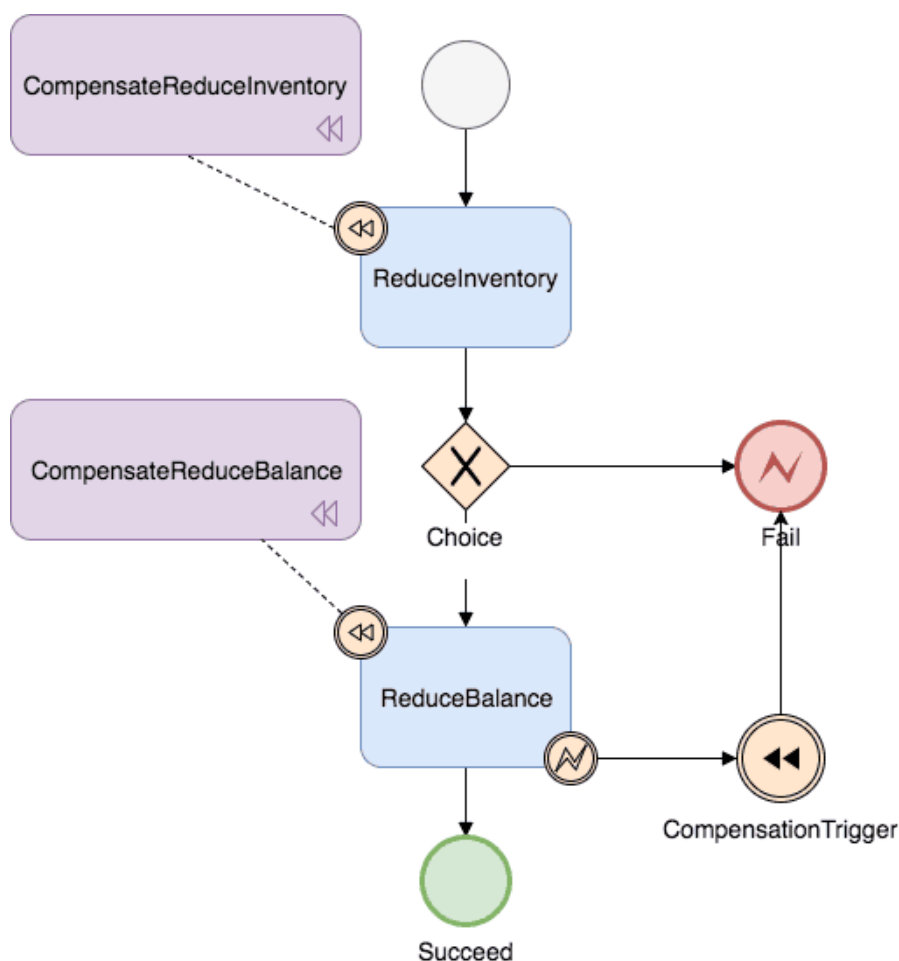 CompensateReduceInventory
ReduceInventory
CompensateReduceBalance
Choice
Fail
ReduceBalance
CompensationTrigger
Succeed